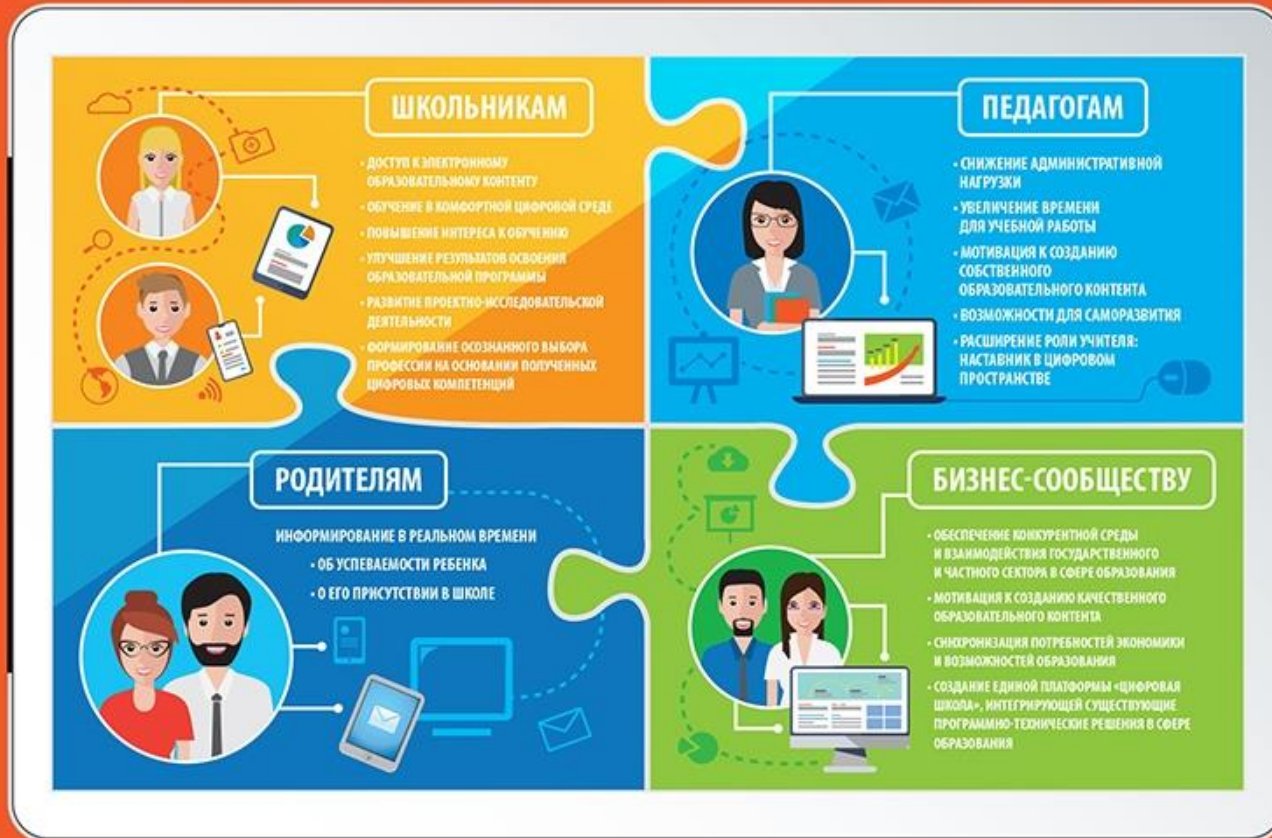 ШКОЛЬНИКАМ
• ДОСТУП К ЭЛЕКТРОННОМУ
ОБРАЗОВАТЕЛЬНОМУ КОНТЕНТУ
• ОБУЧЕНИЕ В КОМФОРТНОЙ ЦИФРОВОЙ СРЕДЕ
• ПОВЫШЕНИЕ ИНТЕРЕСА К ОБУЧЕНИЮ
• УЛУЧШЕНИЕ РЕЗУЛЬТАТОВ ОСВОЕНИЯ
ОБРАЗОВАТЕЛЬНОЙ ПРОГРАММЫ
• РАЗВИТИЕ ПРОЕКТНО-ИССЛЕДОВАТЕЛЬСКОЙ
ДЕЯТЕЛЬНОСТИ
• ФОРМИРОВАНИЕ ОСОЗНАННОГО ВЫБОРА
ПРОФЕССИИ НА ОСНОВАНИИ ПОЛУЧЕННЫХ
ЦИФРОВЫХ КОМПЕТЕНЦИЙ
ПЕДАГОГАМ
• СНИЖЕНИЕ АДМИНИСТРАТИВНОЙ
НАГРУЗКИ
• УВЕЛИЧЕНИЕ ВРЕМЕНИ
ДЛЯ УЧЕБНОЙ РАБОТЫ
• МОТИВАЦИЯ К СОЗДАНИЮ
СОБСТВЕННОГО
ОБРАЗОВАТЕЛЬНОГО КОНТЕНТА
• ВОЗМОЖНОСТИ ДЛЯ САМОРАЗВИТИЯ
• РАСШИРЕНИЕ РОЛИ УЧИТЕЛЯ:
НАСТАВНИК В ЦИФРОВОМ
ПРОСТРАНСТВЕ
РОДИТЕЛЯМ
ИНФОРМИРОВАНИЕ В РЕАЛЬНОМ ВРЕМЕНИ
• ОБ УСПЕВАЕМОСТИ РЕБЕНКА
• О ЕГО ПРИСУТСТВИИ В ШКОЛЕ
БИЗНЕС-СООБЩЕСТВУ
• ОБЕСПЕЧЕНИЕ КОНКУРЕНТНОЙ СРЕДЫ
И ВЗАИМОДЕЙСТВИЯ ГОСУДАРСТВЕННОГО
И ЧАСТНОГО СЕКТОРА В СФЕРЕ ОБРАЗОВАНИЯ
• МОТИВАЦИЯ К СОЗДАНИЮ КАЧЕСТВЕННОГО
ОБРАЗОВАТЕЛЬНОГО КОНТЕНТА
• СИНХРОНИЗАЦИЯ ПОТРЕБНОСТЕЙ ЭКОНОМИКИ
И ВОЗМОЖНОСТЕЙ ОБРАЗОВАНИЯ
• СОЗДАНИЕ ЕДИНОЙ ПЛАТФОРМЫ «ЦИФРОВАЯ
ШКОЛА», ИНТЕГРИРУЮЩЕЙ СУЩЕСТВУЮЩИЕ
ПРОГРАММНО-ТЕХНИЧЕСКИЕ РЕШЕНИЯ В СФЕРЕ
ОБРАЗОВАНИЯ